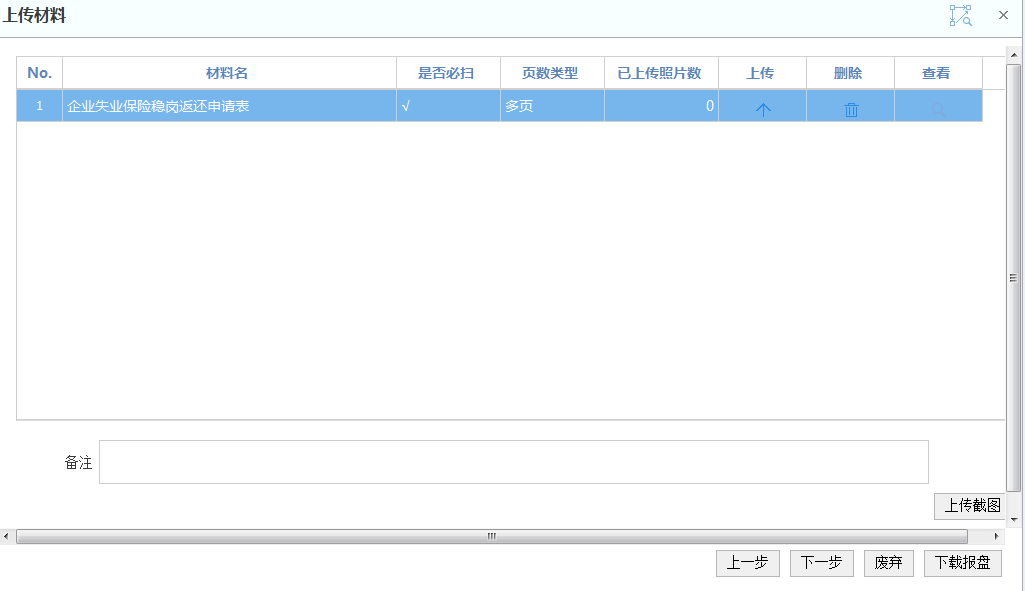 上传材料
No. 材料名 是否必扫 页数类型 已上传照片数 上传 删除 查看
1 企业失业保险稳岗返还申请表 √ 多页 0
备注
上传截图
上一步 下一步 废弃 下载报盘